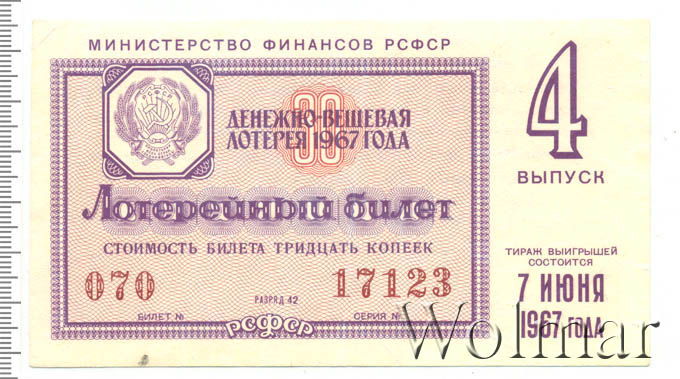 МИНИСТЕРСТВО ФИНАНСОВ РСФСР
30
ДЕНЕЖНО-ВЕЩЕВАЯ
ЛОТЕРЕЯ 1967 ГОДА
Лотерейный билет
СТОИМОСТЬ БИЛЕТА ТРИДЦАТЬ КОПЕЕК
070
17123
РАЗРЯД 42
БИЛЕТ №
СЕРИЯ №
РСФСР
4
ВЫПУСК
ТИРАЖ ВЫИГРЫШЕЙ
СОСТОИТСЯ
7 ИЮНЯ
1967 ГОДА
Wolmar